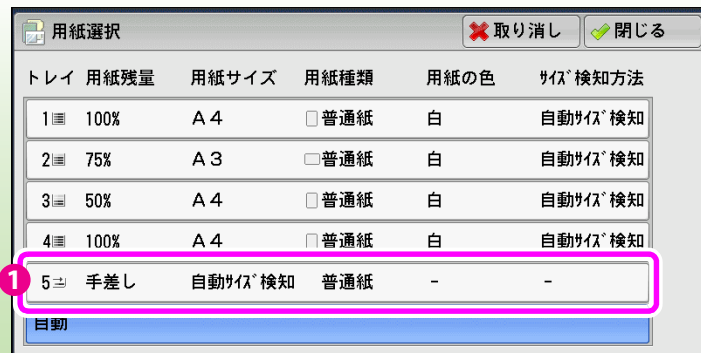 用紙選択 取り消し 閉じる
トレイ 用紙残量 用紙サイズ 用紙種類 用紙の色 ｻｲｽﾞ検知方法
1 100% A4 普通紙 白 自動ｻｲｽﾞ検知
2 75% A3 普通紙 白 自動ｻｲｽﾞ検知
3 50% A4 普通紙 白 自動ｻｲｽﾞ検知
4 100% A4 普通紙 白 自動ｻｲｽﾞ検知
1 5 手差し 自動ｻｲｽﾞ検知 普通紙 - -
自動